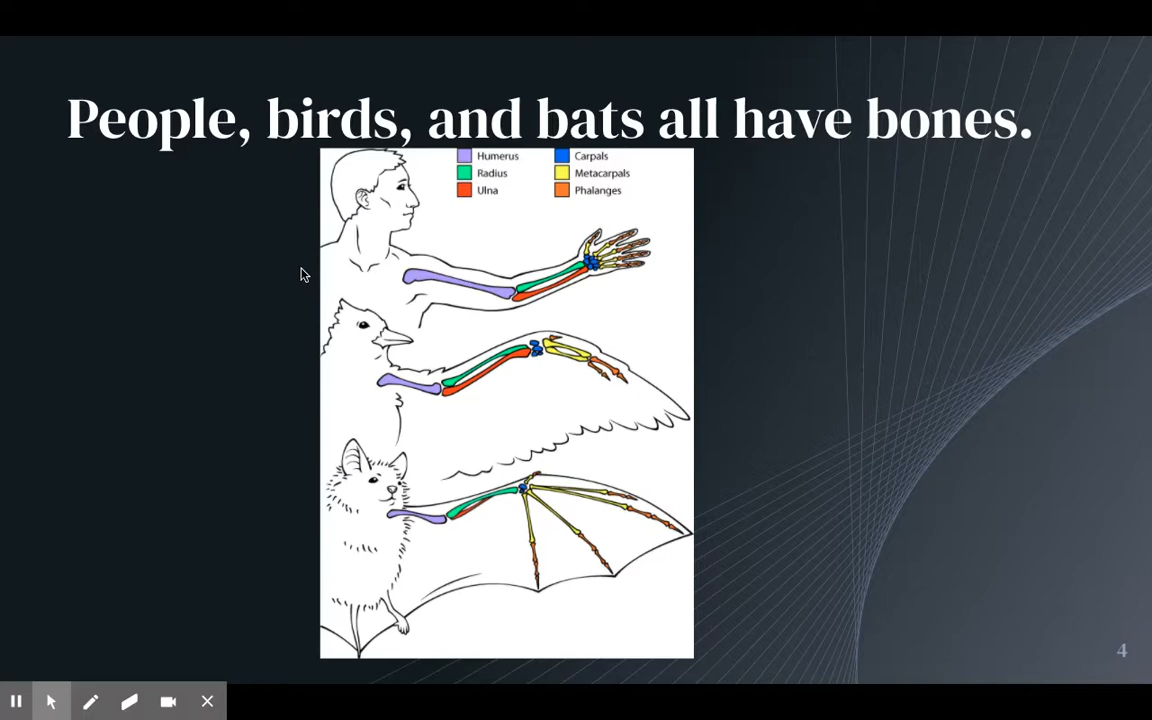 People, birds, and bats all have bones.
Humerus Carpals
Radius Metacarpals
Ulna Phalanges
4